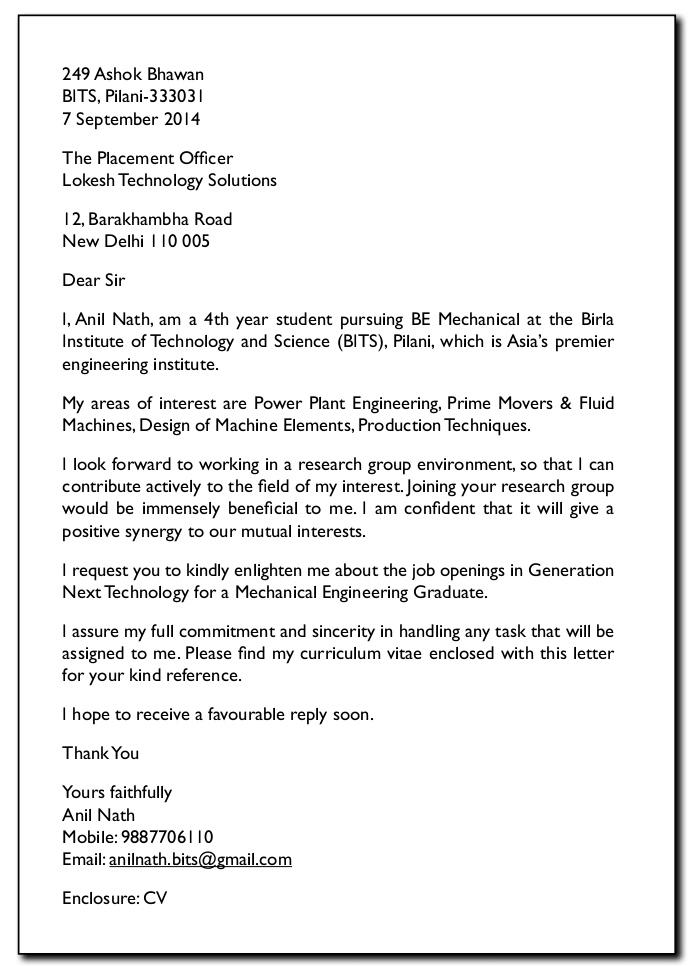 249 Ashok Bhawan
BITS, Pilani-333031
7 September 2014
The Placement Officer
Lokesh Technology Solutions
12, Barakhambha Road
New Delhi 110 005
Dear Sir
I, Anil Nath, am a 4th year student pursuing BE Mechanical at the Birla
Institute of Technology and Science (BITS), Pilani, which is Asia's premier
engineering institute.
My areas of interest are Power Plant Engineering, Prime Movers & Fluid
Machines, Design of Machine Elements, Production Techniques.
I look forward to working in a research group environment, so that I can
contribute actively to the field of my interest. Joining your research group
would be immensely beneficial to me. I am confident that it will give a
positive synergy to our mutual interests.
I request you to kindly enlighten me about the job openings in Generation
Next Technology for a Mechanical Engineering Graduate.
I assure my full commitment and sincerity in handling any task that will be
assigned to me. Please find my curriculum vitae enclosed with this letter
for your kind reference.
I hope to receive a favourable reply soon.
Thank You
Yours faithfully
Anil Nath
Mobile: 9887706110
Email: anilnath.bits@gmail.com
Enclosure: CV